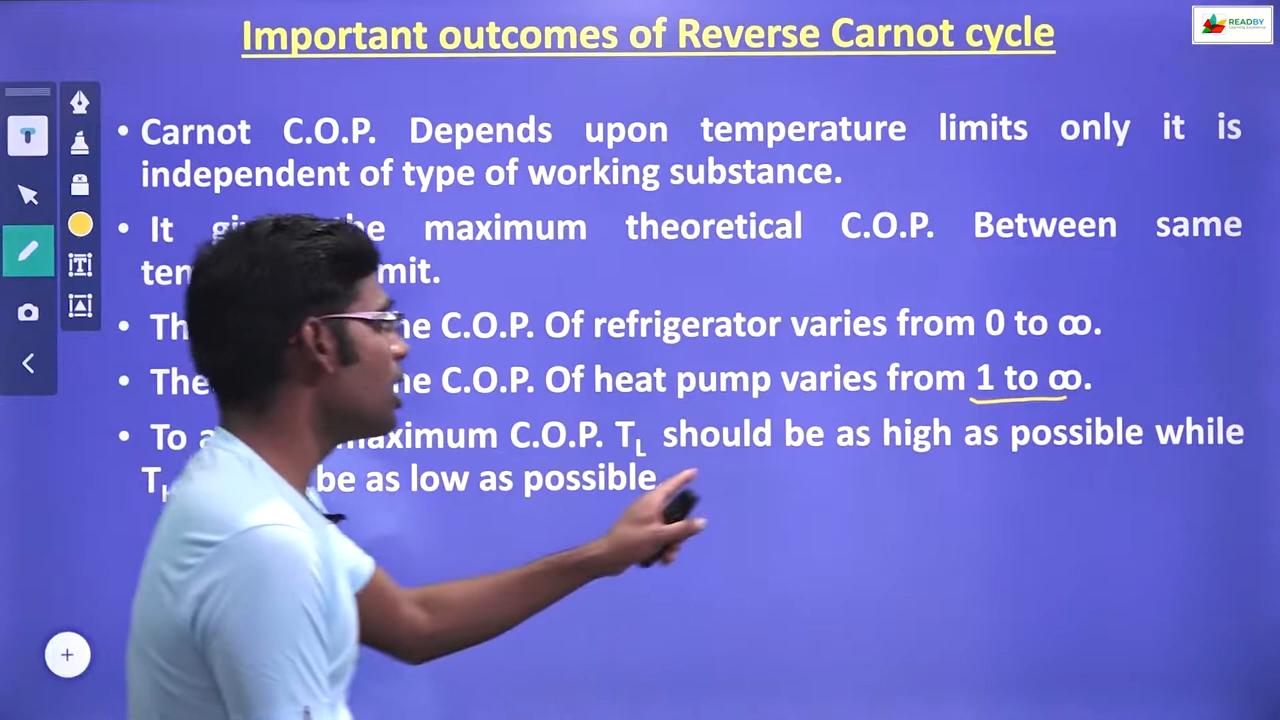 Important outcomes of Reverse Carnot cycle
READBY
• Carnot C.O.P. Depends upon temperature limits only it is
independent of type of working substance.
• It the maximum theoretical C.O.P. Between same
• C.O.P. Of refrigerator varies from 0 to ∞.
• The C.O.P. Of heat pump varies from 1 to ∞.
• To maximum C.O.P. TL should be as high as possible while
be as low as possible
T
+